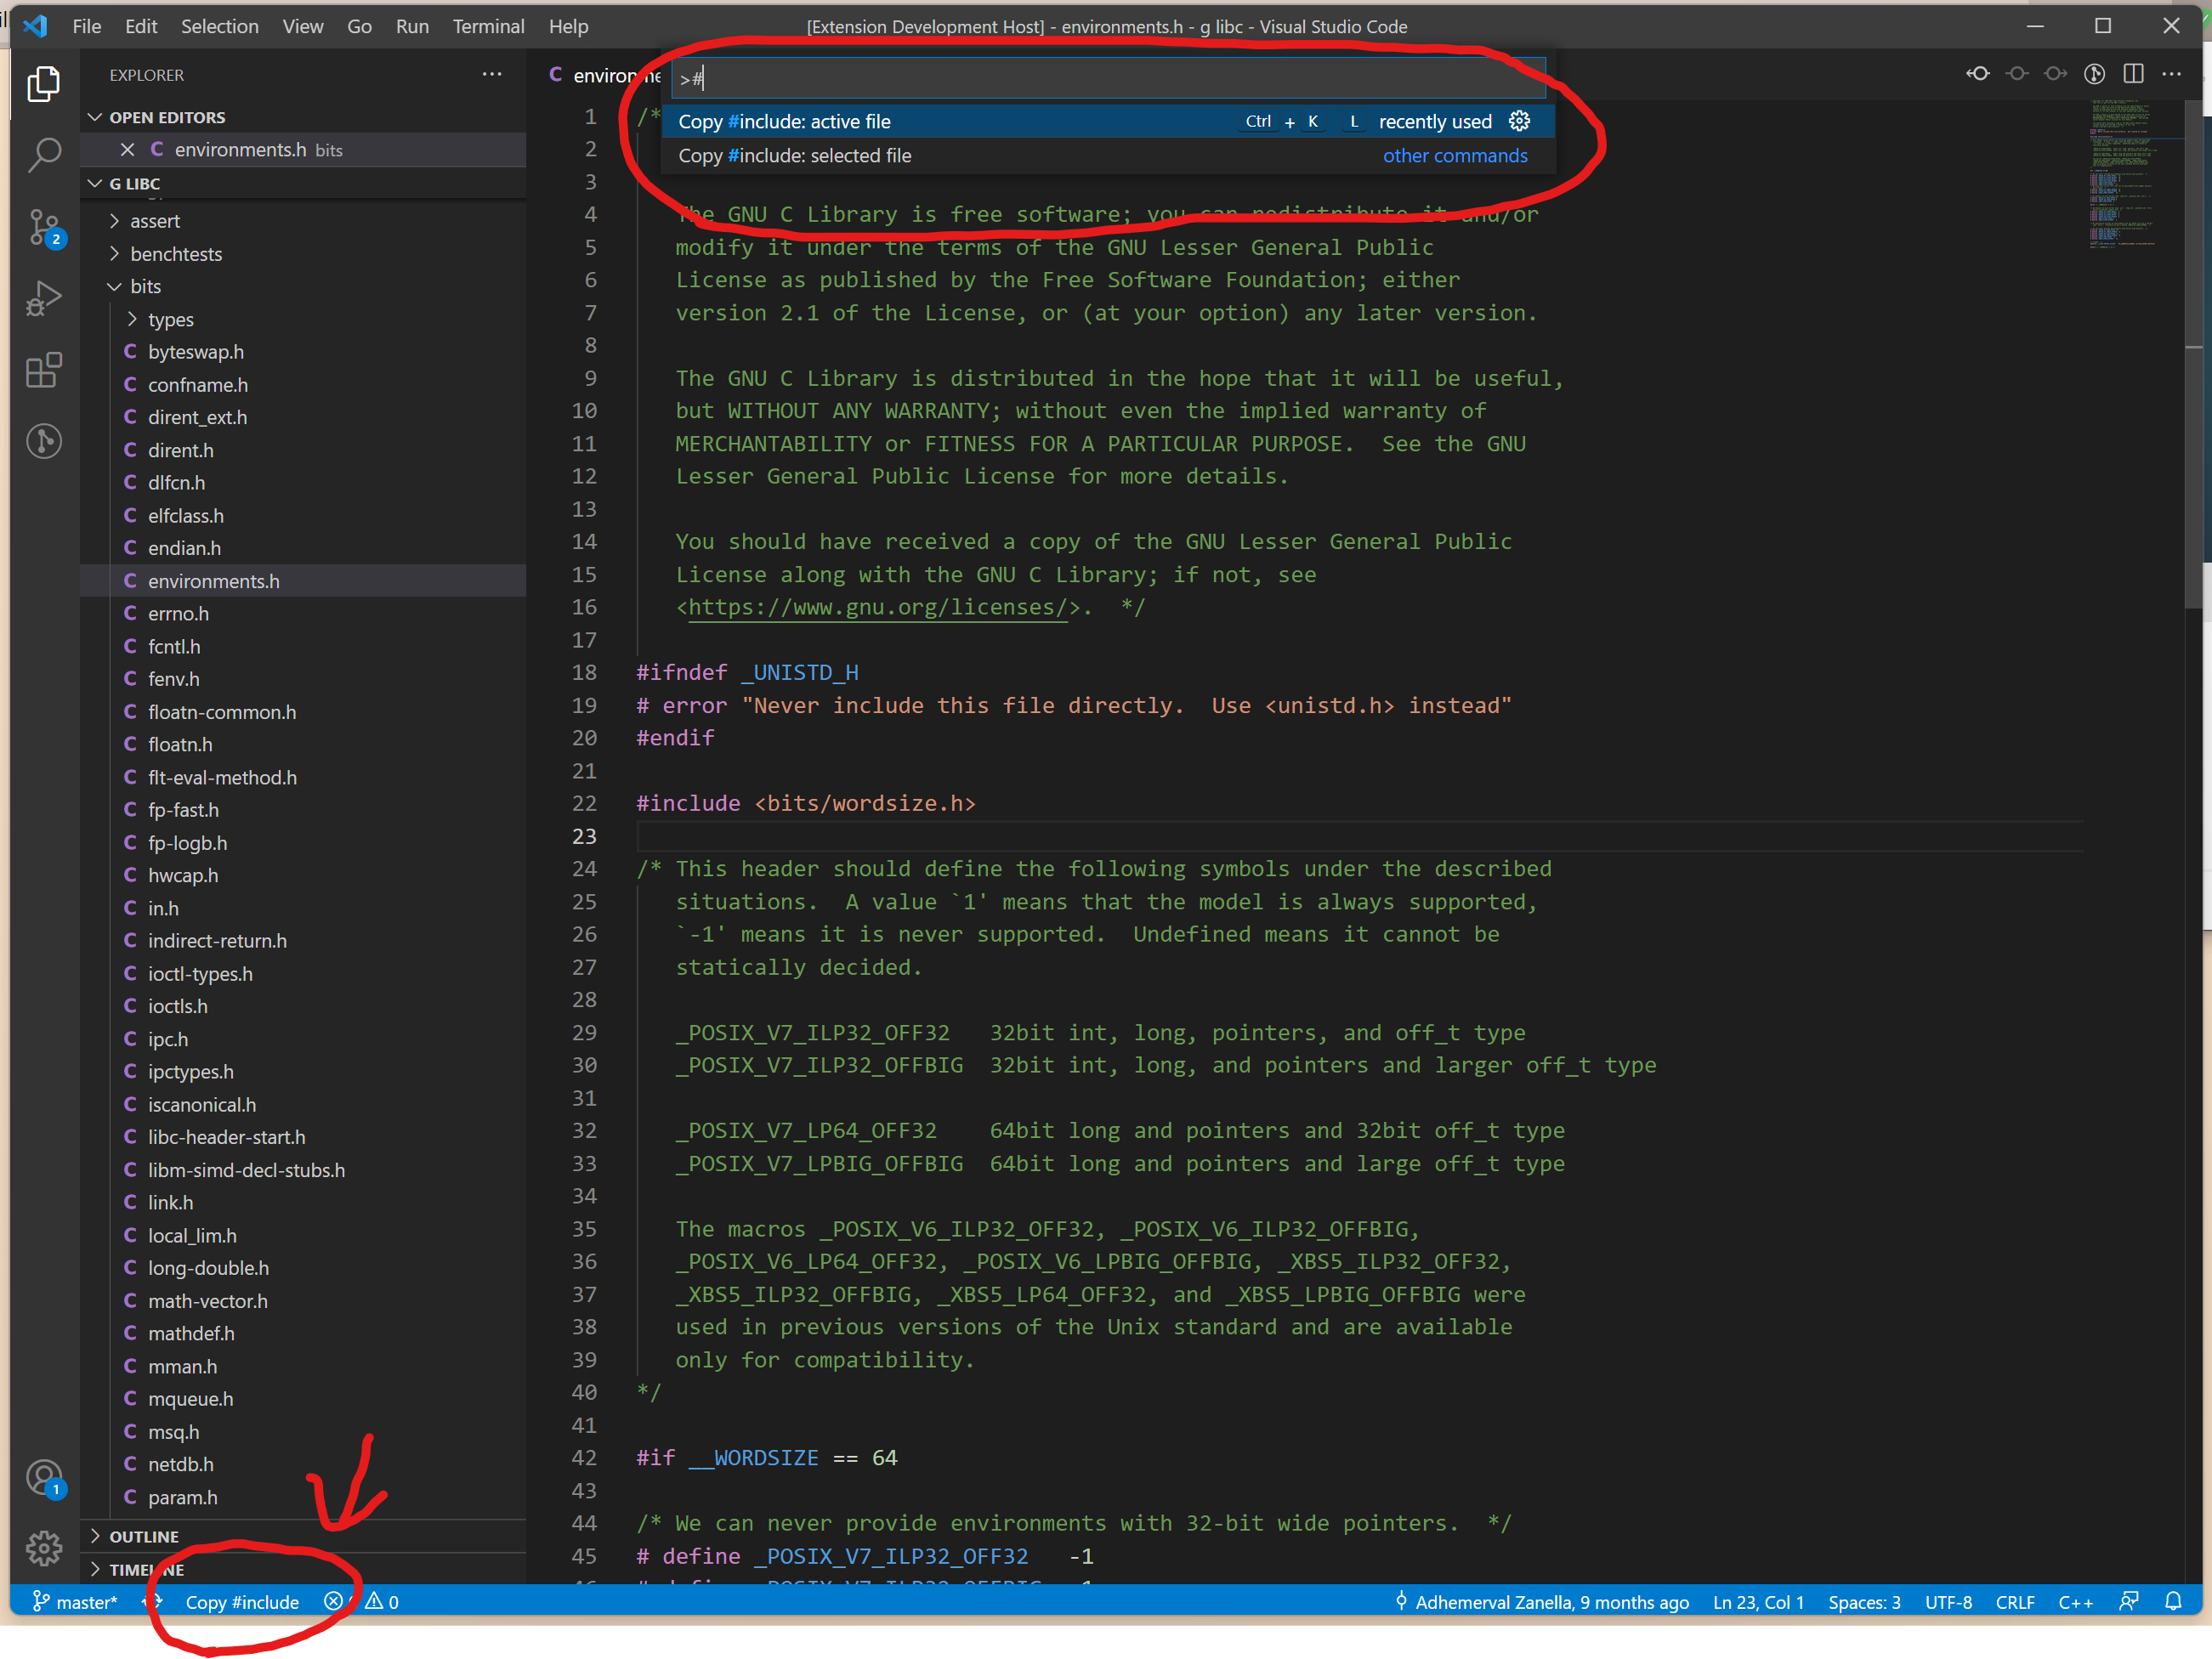 File Edit Selection View Go Run Terminal Help
[Extension Development Host] - environments.h - g libc - Visual Studio Code
EXPLORER
OPEN EDITORS
environments.h bits
G LIBC
assert
benchtests
bits
types
byteswap.h
confname.h
dirent_ext.h
dirent.h
dlfcn.h
elfclass.h
endian.h
environments.h
errno.h
fcntl.h
fenv.h
floatn-common.h
floatn.h
flt-eval-method.h
fp-fast.h
fp-logb.h
hwcap.h
in.h
indirect-return.h
ioctl-types.h
ioctls.h
ipc.h
ipctypes.h
iscanonical.h
libc-header-start.h
libm-simd-decl-stubs.h
link.h
local_lim.h
long-double.h
math-vector.h
mathdef.h
mman.h
mqueue.h
msq.h
netdb.h
param.h
OUTLINE
TIMELINE
2
1
>#
Copy #include: active file Ctrl + K L recently used
Copy #include: selected file other commands
1 /*
2
3
4 The GNU C Library is free software; you can redistribute it and/or
5 modify it under the terms of the GNU Lesser General Public
6 License as published by the Free Software Foundation; either
7 version 2.1 of the License, or (at your option) any later version.
8
9 The GNU C Library is distributed in the hope that it will be useful,
10 but WITHOUT ANY WARRANTY; without even the implied warranty of
11 MERCHANTABILITY or FITNESS FOR A PARTICULAR PURPOSE.  See the GNU
12 Lesser General Public License for more details.
13
14 You should have received a copy of the GNU Lesser General Public
15 License along with the GNU C Library; if not, see
16 <https://www.gnu.org/licenses/>.  */
17
18 #ifndef _UNISTD_H
19 # error "Never include this file directly.  Use <unistd.h> instead"
20 #endif
21
22 #include <bits/wordsize.h>
23
24 /* This header should define the following symbols under the described
25 situations.  A value `1' means that the model is always supported,
26 `-1' means it is never supported.  Undefined means it cannot be
27 statically decided.
28
29 _POSIX_V7_ILP32_OFF32   32bit int, long, pointers, and off_t type
30 _POSIX_V7_ILP32_OFFBIG  32bit int, long, and pointers and larger off_t type
31
32 _POSIX_V7_LP64_OFF32    64bit long and pointers and 32bit off_t type
33 _POSIX_V7_LPBIG_OFFBIG  64bit long and pointers and large off_t type
34
35 The macros _POSIX_V6_ILP32_OFF32, _POSIX_V6_ILP32_OFFBIG,
36 _POSIX_V6_LP64_OFF32, _POSIX_V6_LPBIG_OFFBIG, _XBS5_ILP32_OFF32,
37 _XBS5_ILP32_OFFBIG, _XBS5_LP64_OFF32, and _XBS5_LPBIG_OFFBIG were
38 used in previous versions of the Unix standard and are available
39 only for compatibility.
40 */
41
42 #if __WORDSIZE == 64
43
44 /* We can never provide environments with 32-bit wide pointers.  */
45 # define _POSIX_V7_ILP32_OFF32   -1
master* Copy #include 0 Adhemerval Zanella, 9 months ago Ln 23, Col 1 Spaces: 3 UTF-8 CRLF C++